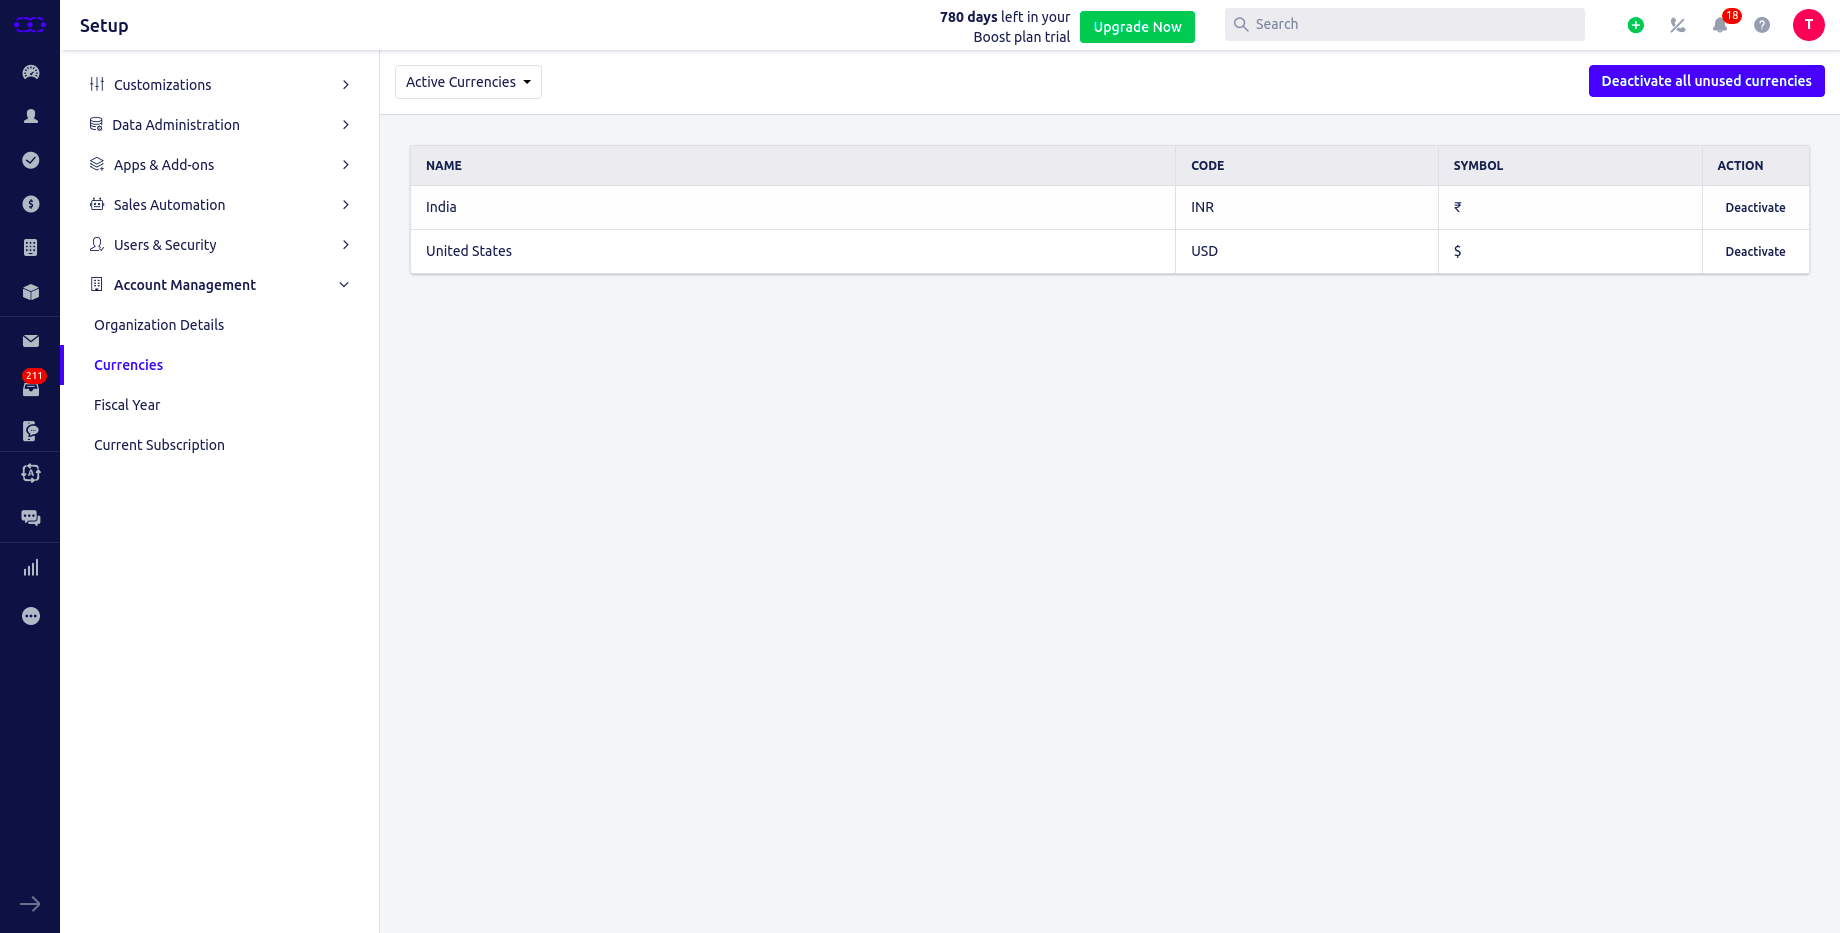 Setup
780 days left in your
Boost plan trial
Upgrade Now
Search
18
T
Customizations
Data Administration
Apps & Add-ons
Sales Automation
Users & Security
Account Management
Organization Details
Currencies
Fiscal Year
Current Subscription
211
Active Currencies
Deactivate all unused currencies
NAME CODE SYMBOL ACTION
India INR ₹ Deactivate
United States USD $ Deactivate